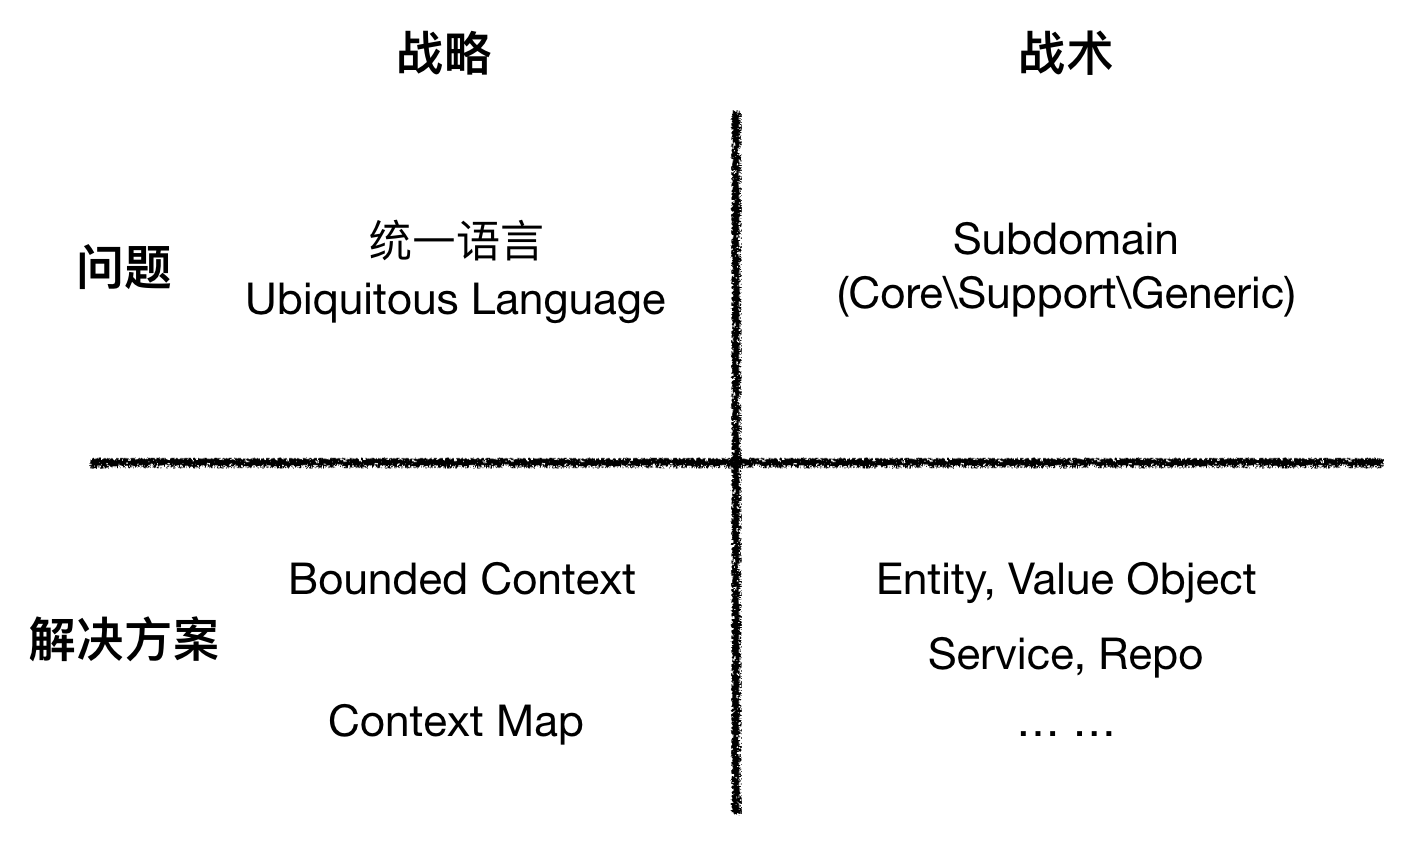 战略
战术
问题
统一语言
Ubiquitous Language
Subdomain
(Core\Support\Generic)
解决方案
Bounded Context
Context Map
Entity, Value Object
Service, Repo
... ...